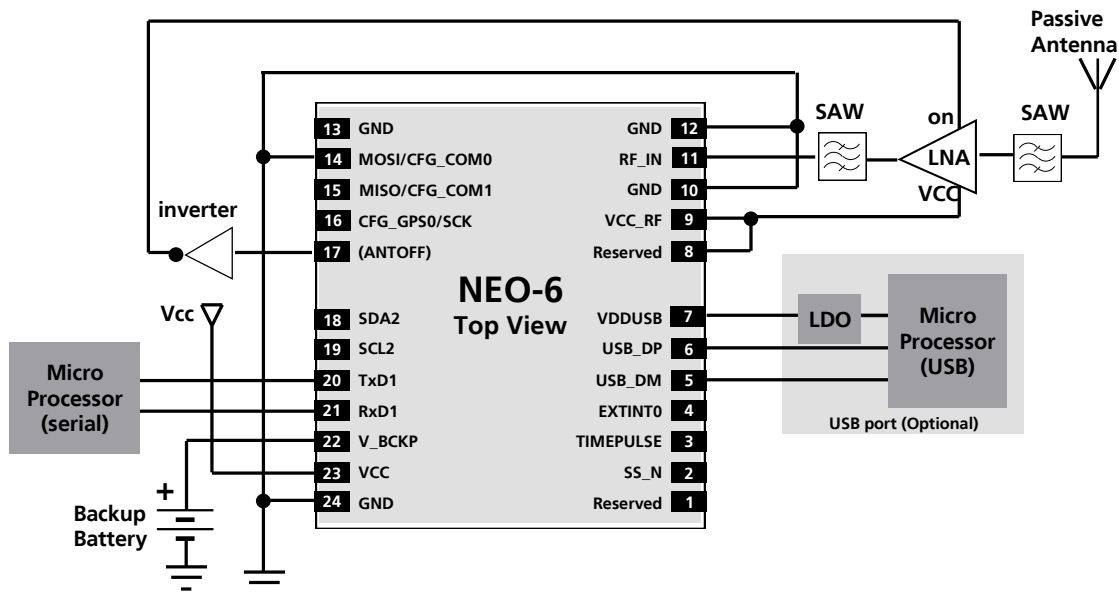 Passive
Antenna
SAW
on
SAW
LNA
VCC
13 GND
14 MOSI/CFG_COM0
15 MISO/CFG_COM1
16 CFG_GPS0/SCK
17 (ANTOFF)
18 SDA2
19 SCL2
20 TxD1
21 RxD1
22 V_BCKP
23 VCC
24 GND
NEO-6
Top View
GND 12
RF_IN 11
GND 10
VCC_RF 9
Reserved 8
VDDUSB 7
USB_DP 6
USB_DM 5
EXTINT0 4
TIMEPULSE 3
SS_N 2
Reserved 1
inverter
Vcc
Micro
Processor
(serial)
+
Backup
Battery
LDO
Micro
Processor
(USB)
USB port (Optional)